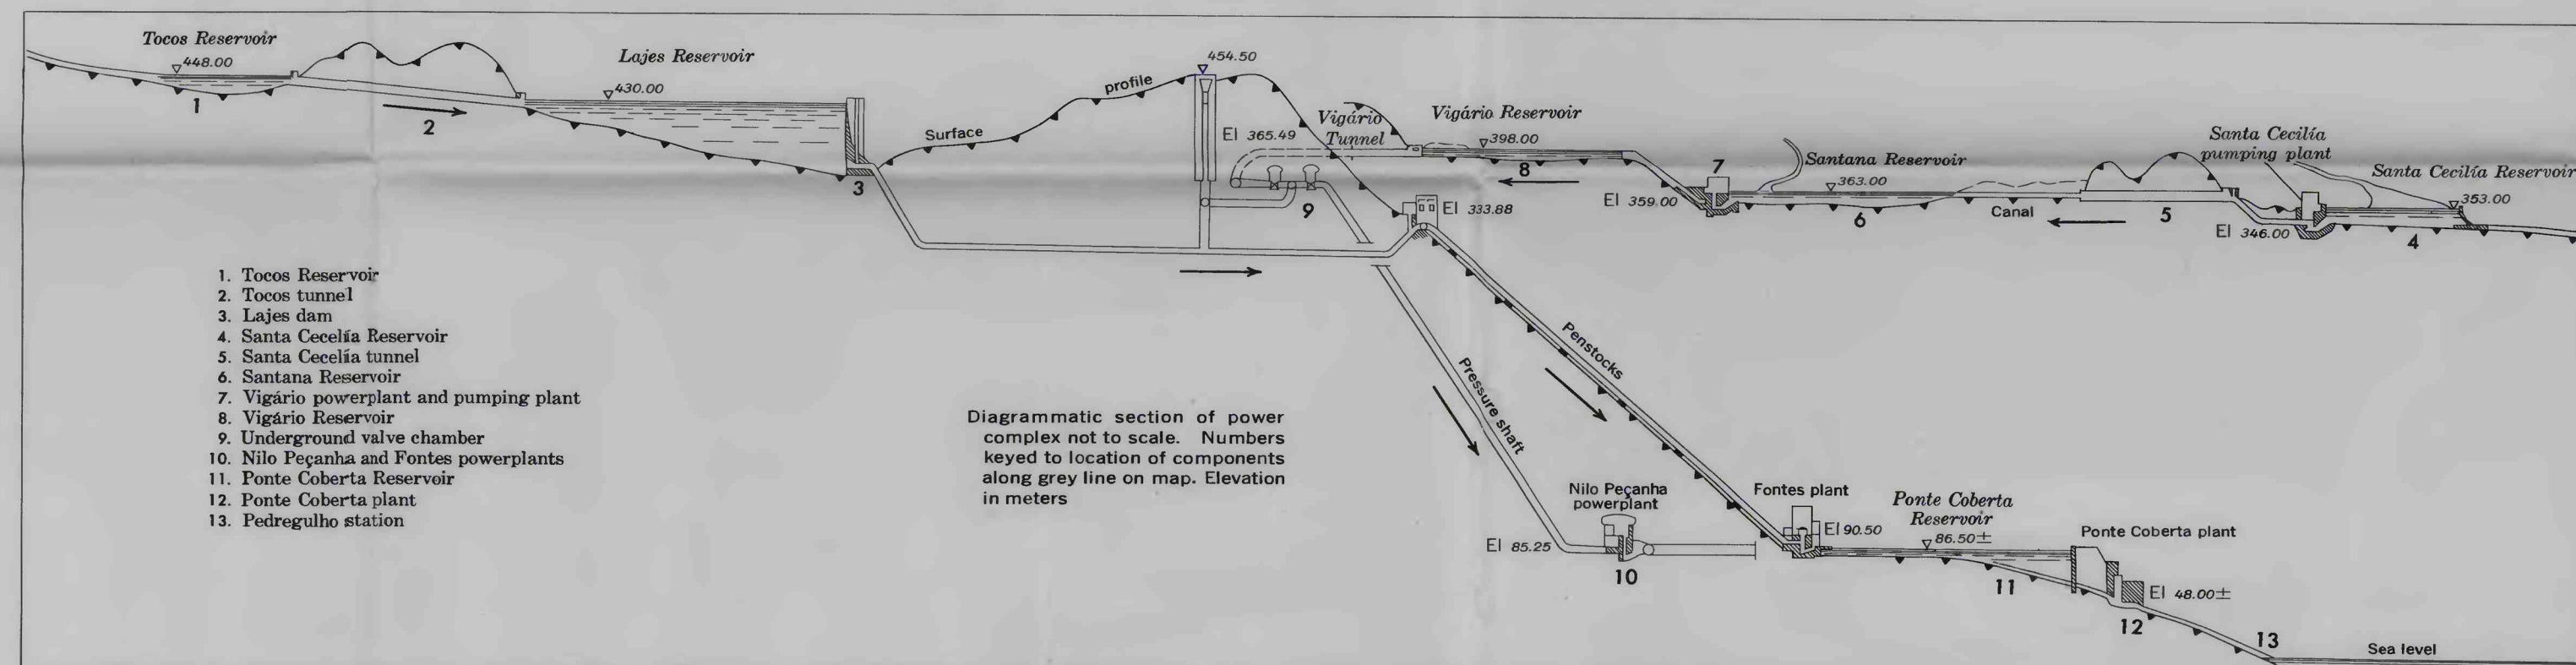 Tocos Reservoir
448.00
Lajes Reservoir
430.00
1
2
3
Surface
profile
454.50
El 365.49
Vigário
Tunnel
Vigário Reservoir
398.00
8
9
El 333.88
7
El 359.00
Santana Reservoir
363.00
6
Canal
5
Santa Cecilía
pumping plant
Santa Cecilía Reservoir
353.00
El 346.00
4
1. Tocos Reservoir
2. Tocos tunnel
3. Lajes dam
4. Santa Cecelía Reservoir
5. Santa Cecelía tunnel
6. Santana Reservoir
7. Vigário powerplant and pumping plant
8. Vigário Reservoir
9. Underground valve chamber
10. Nilo Peçanha and Fontes powerplants
11. Ponte Coberta Reservoir
12. Ponte Coberta plant
13. Pedregulho station
Diagrammatic section of power
complex not to scale. Numbers
keyed to location of components
along grey line on map. Elevation
in meters
Penstocks
Pressure shaft
Nilo Peçanha
powerplant
El 85.25
10
Fontes plant
El 90.50
Ponte Coberta
Reservoir
86.50±
11
Ponte Coberta plant
El 48.00±
12
13
Sea level